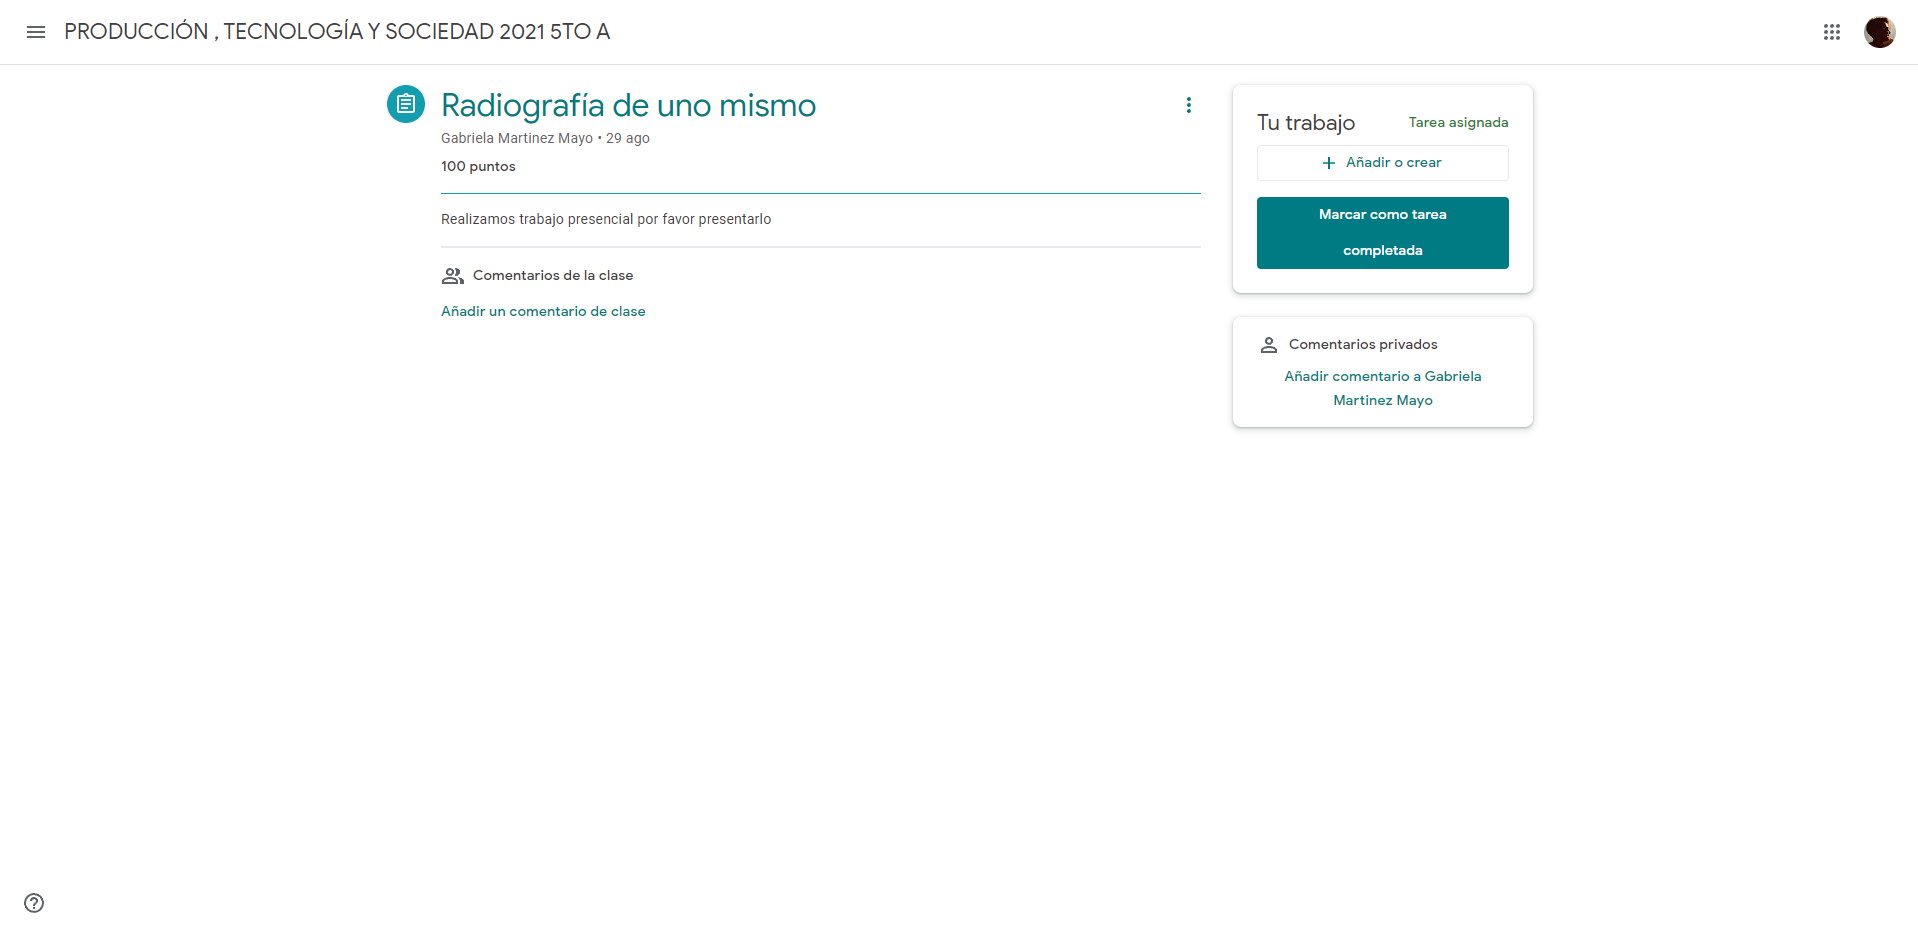 PRODUCCIÓN , TECNOLOGÍA Y SOCIEDAD 2021 5TO A
Radiografía de uno mismo
Gabriela Martinez Mayo • 29 ago
100 puntos
Realizamos trabajo presencial por favor presentarlo
Comentarios de la clase
Añadir un comentario de clase
Tu trabajo
Tarea asignada
Añadir o crear
Marcar como tarea
completada
Comentarios privados
Añadir comentario a Gabriela
Martinez Mayo